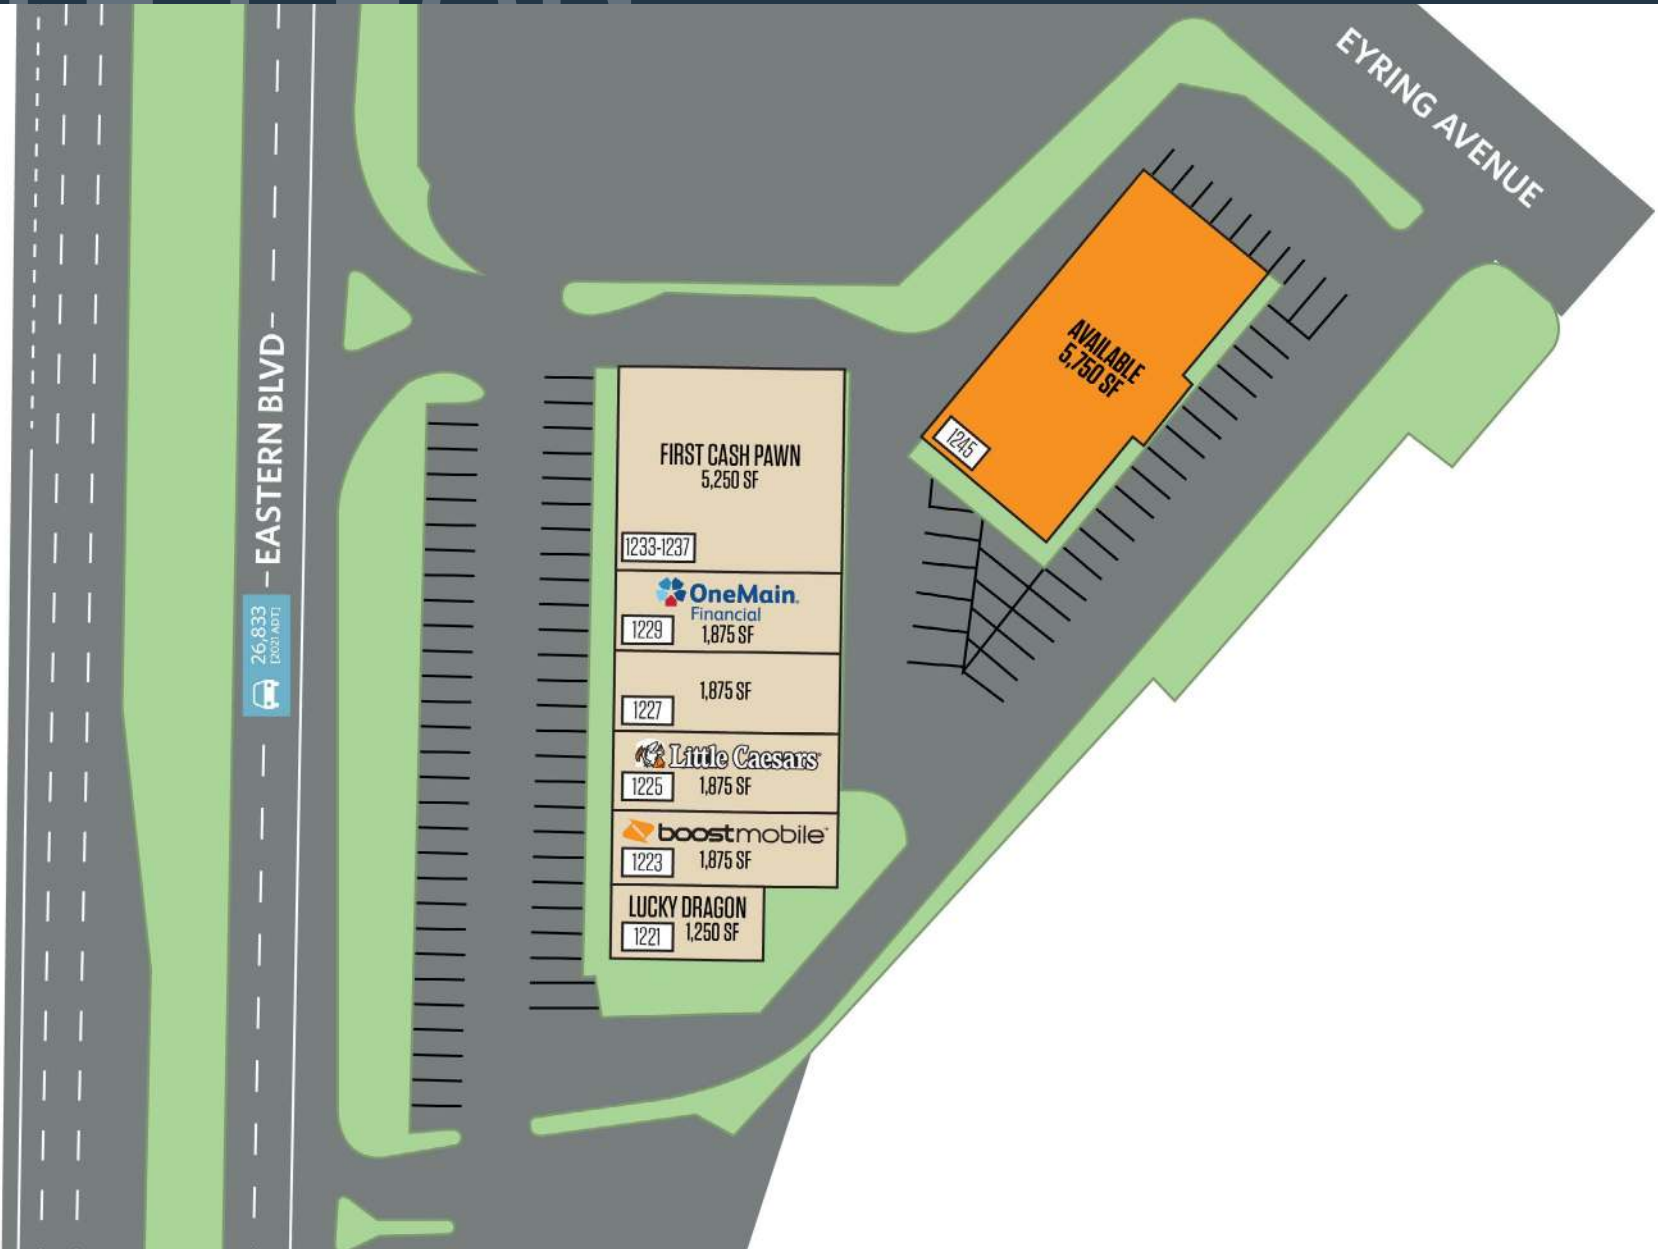 EYRING AVENUE
EASTERN BLVD
26,833
[2021 ADT]
AVAILABLE
5,750 SF
1245
FIRST CASH PAWN
5,250 SF
1233-1237
OneMain.
Financial
1229
1,875 SF
1,875 SF
1227
Little Caesars
1225
1,875 SF
boostmobile
1223
1,875 SF
LUCKY DRAGON
1221
1,250 SF